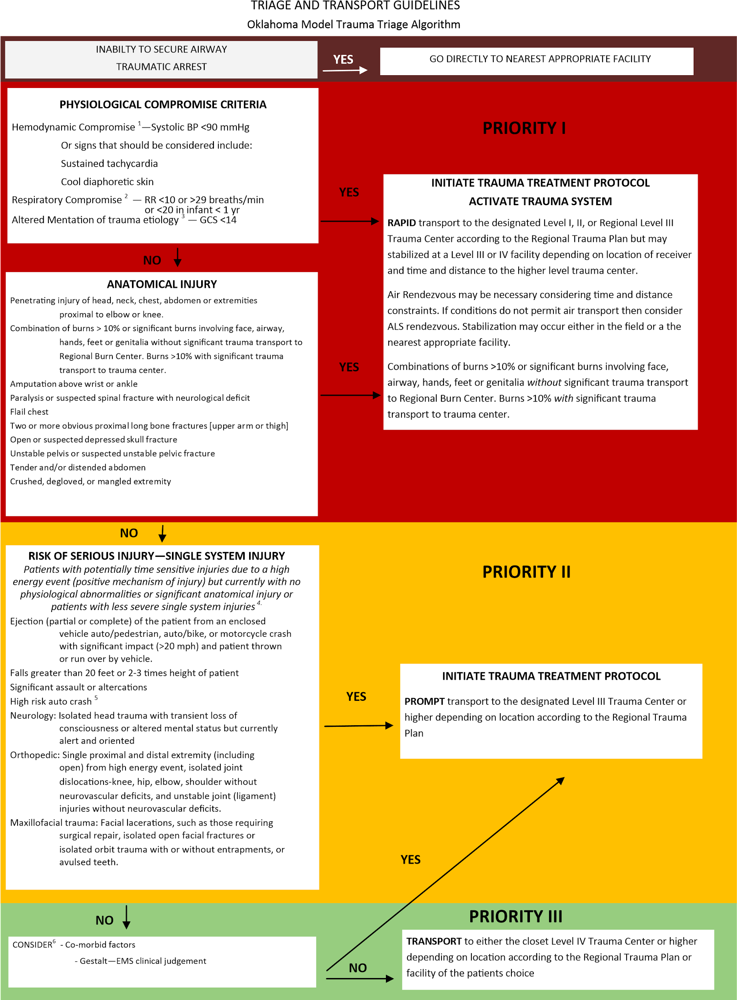 TRIAGE AND TRANSPORT GUIDELINES
Oklahoma Model Trauma Triage Algorithm
INABILTY TO SECURE AIRWAY
TRAUMATIC ARREST
YES
GO DIRECTLY TO NEAREST APPROPRIATE FACILITY
PHYSIOLOGICAL COMPROMISE CRITERIA
Hemodynamic Compromise 1—Systolic BP <90 mmHg
Or signs that should be considered include:
Sustained tachycardia
Cool diaphoretic skin
Respiratory Compromise 2 — RR <10 or >29 breaths/min
or <20 in infant < 1 yr
Altered Mentation of trauma etiology 3 — GCS <14
PRIORITY I
YES
INITIATE TRAUMA TREATMENT PROTOCOL
ACTIVATE TRAUMA SYSTEM
RAPID transport to the designated Level I, II, or Regional Level III
Trauma Center according to the Regional Trauma Plan but may
stabilized at a Level III or IV facility depending on location of receiver
and time and distance to the higher level trauma center.
Air Rendezvous may be necessary considering time and distance
constraints. If conditions do not permit air transport then consider
ALS rendezvous. Stabilization may occur either in the field or a the
nearest appropriate facility.
Combinations of burns >10% or significant burns involving face,
airway, hands, feet or genitalia without significant trauma transport
to Regional Burn Center. Burns >10% with significant trauma
transport to trauma center.
NO
ANATOMICAL INJURY
Penetrating injury of head, neck, chest, abdomen or extremities
proximal to elbow or knee.
Combination of burns > 10% or significant burns involving face, airway,
hands, feet or genitalia without significant trauma transport to
Regional Burn Center. Burns >10% with significant trauma
transport to trauma center.
Amputation above wrist or ankle
Paralysis or suspected spinal fracture with neurological deficit
Flail chest
Two or more obvious proximal long bone fractures [upper arm or thigh]
Open or suspected depressed skull fracture
Unstable pelvis or suspected unstable pelvic fracture
Tender and/or distended abdomen
Crushed, degloved, or mangled extremity
YES
NO
RISK OF SERIOUS INJURY—SINGLE SYSTEM INJURY
Patients with potentially time sensitive injuries due to a high
energy event (positive mechanism of injury) but currently with no
physiological abnormalities or significant anatomical injury or
patients with less severe single system injuries 4.
Ejection (partial or complete) of the patient from an enclosed
vehicle auto/pedestrian, auto/bike, or motorcycle crash
with significant impact (>20 mph) and patient thrown
or run over by vehicle.
Falls greater than 20 feet or 2-3 times height of patient
Significant assault or altercations
High risk auto crash 5
Neurology: Isolated head trauma with transient loss of
consciousness or altered mental status but currently
alert and oriented
Orthopedic: Single proximal and distal extremity (including
open) from high energy event, isolated joint
dislocations-knee, hip, elbow, shoulder without
neurovascular deficits, and unstable joint (ligament)
injuries without neurovascular deficits.
Maxillofacial trauma: Facial lacerations, such as those requiring
surgical repair, isolated open facial fractures or
isolated orbit trauma with or without entrapments, or
avulsed teeth.
PRIORITY II
YES
INITIATE TRAUMA TREATMENT PROTOCOL
PROMPT transport to the designated Level III Trauma Center or
higher depending on location according to the Regional Trauma
Plan
YES
NO
CONSIDER6 - Co-morbid factors
- Gestalt—EMS clinical judgement
NO
PRIORITY III
TRANSPORT to either the closet Level IV Trauma Center or higher
depending on location according to the Regional Trauma Plan or
facility of the patients choice